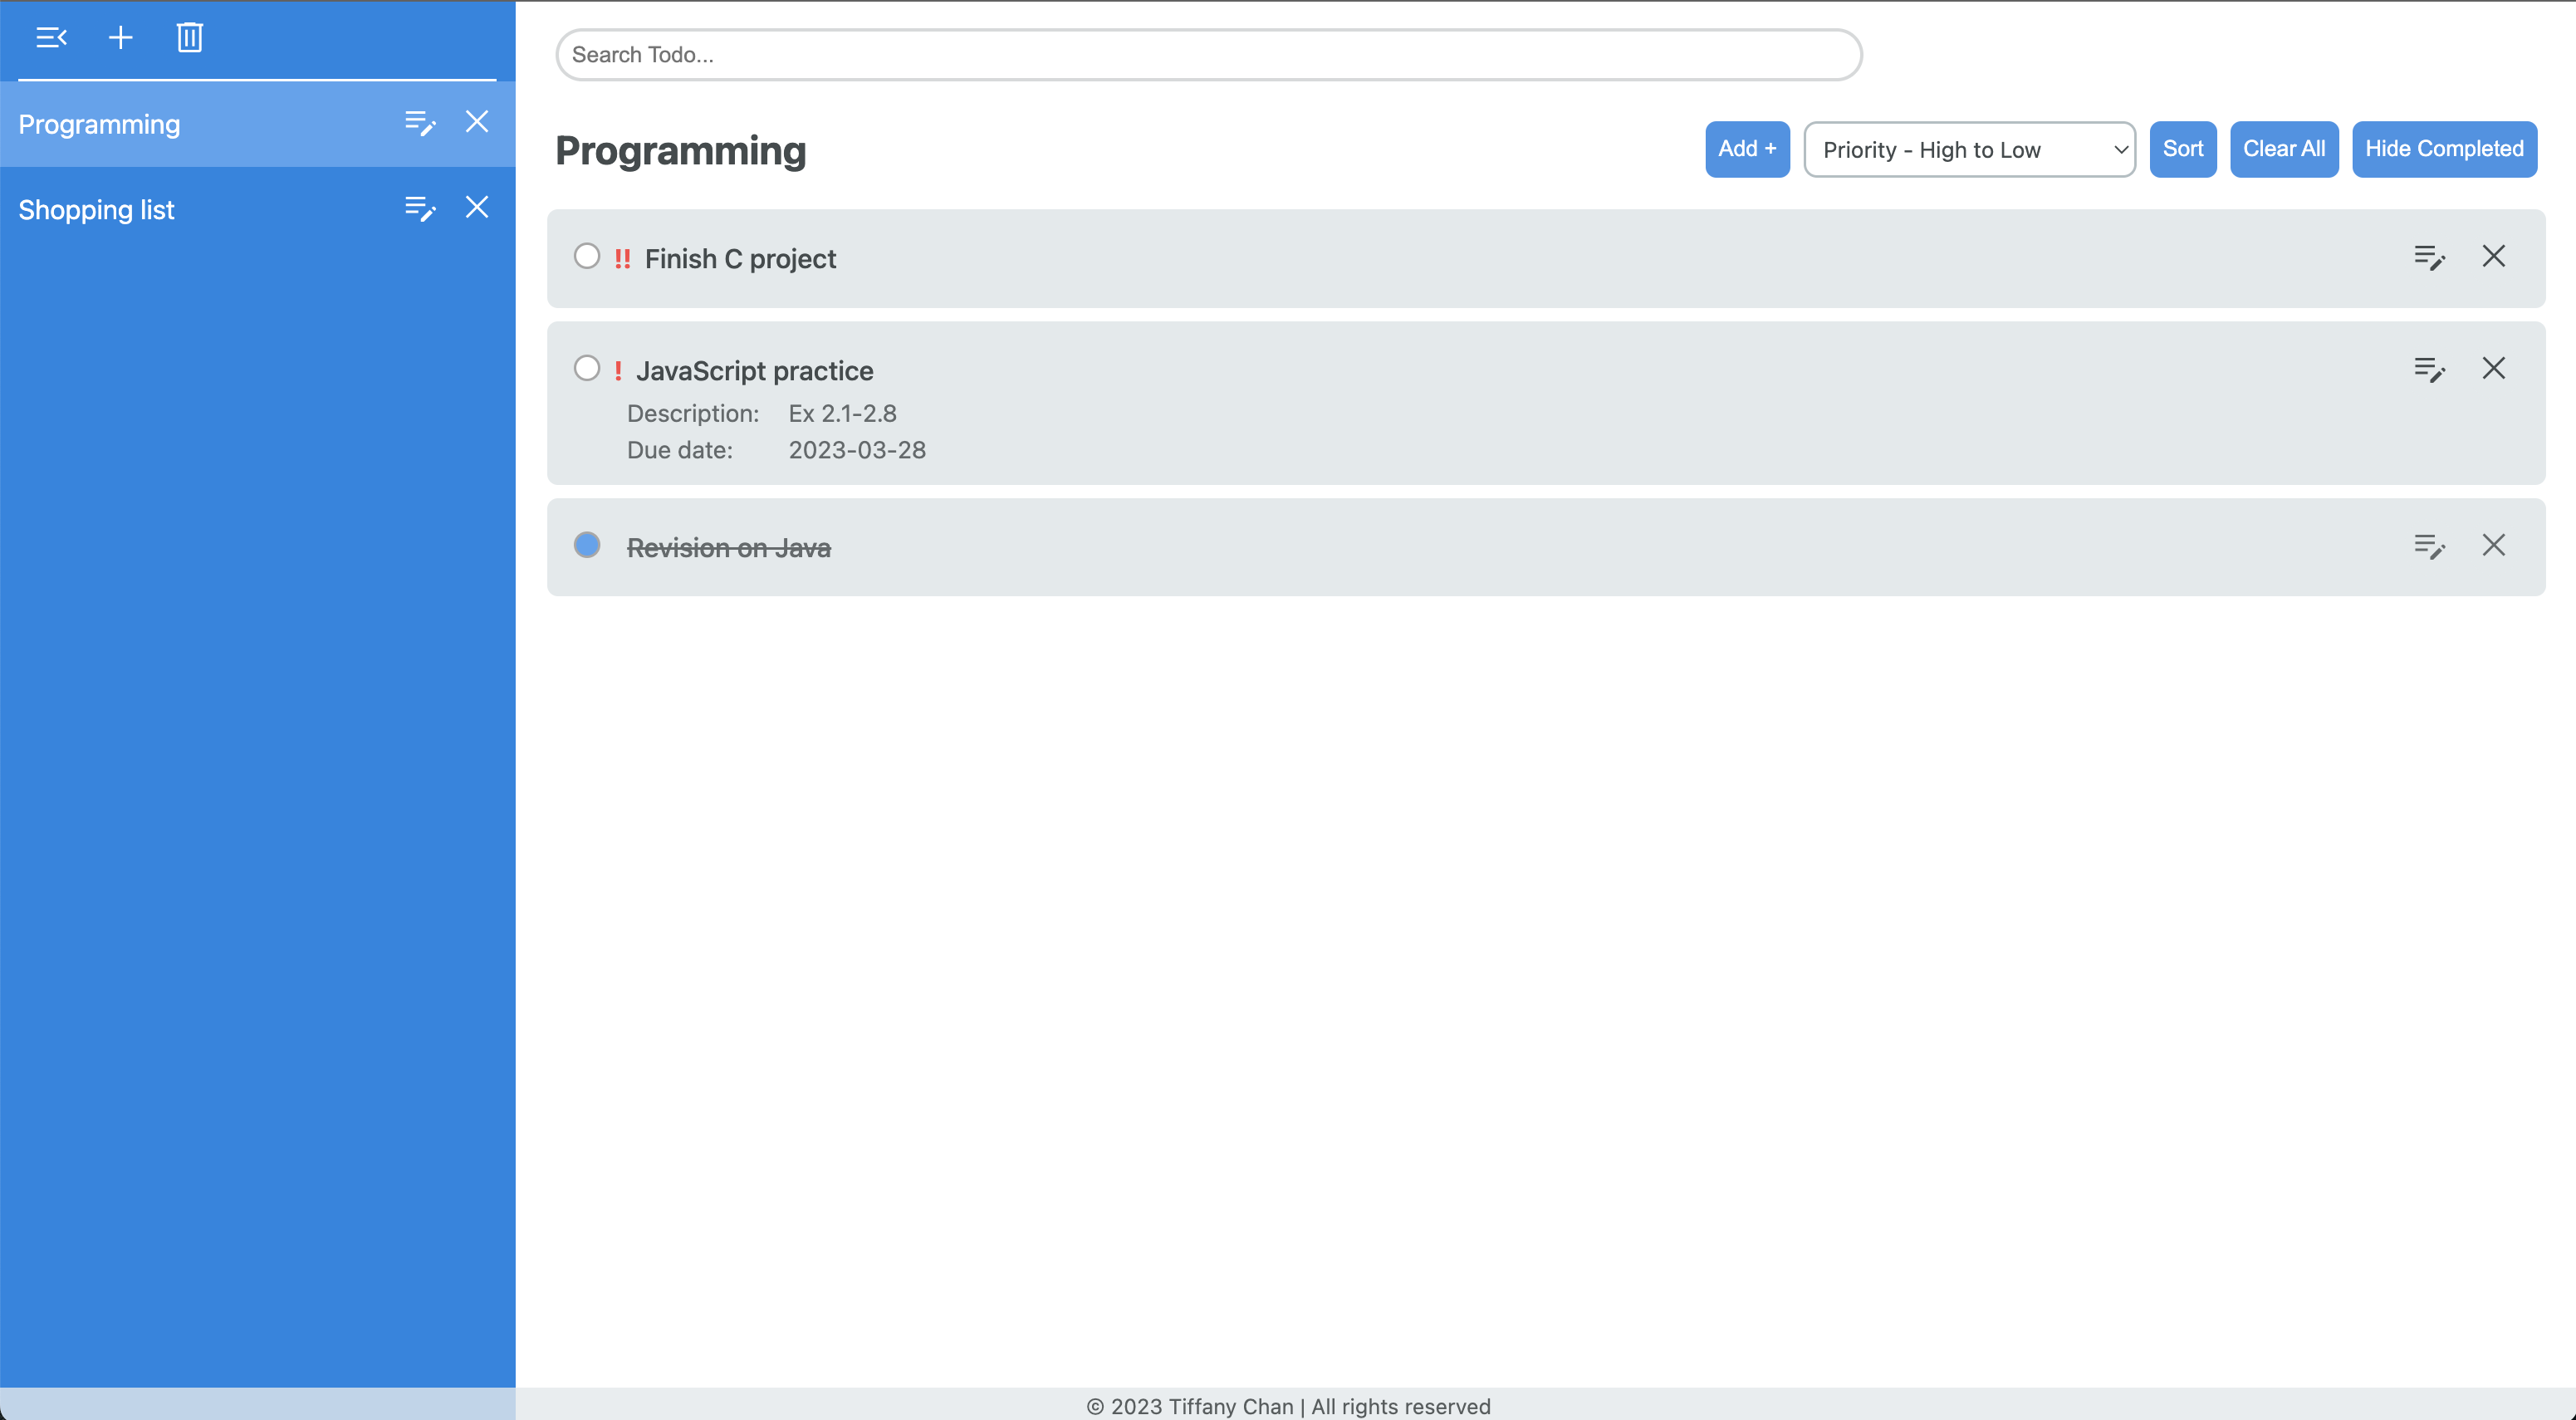 Search Todo...
Programming
Shopping list
Programming
Add +
Priority - High to Low
Sort
Clear All
Hide Completed
!! Finish C project
! JavaScript practice
Description: Ex 2.1-2.8
Due date: 2023-03-28
Revision on Java
© 2023 Tiffany Chan | All rights reserved